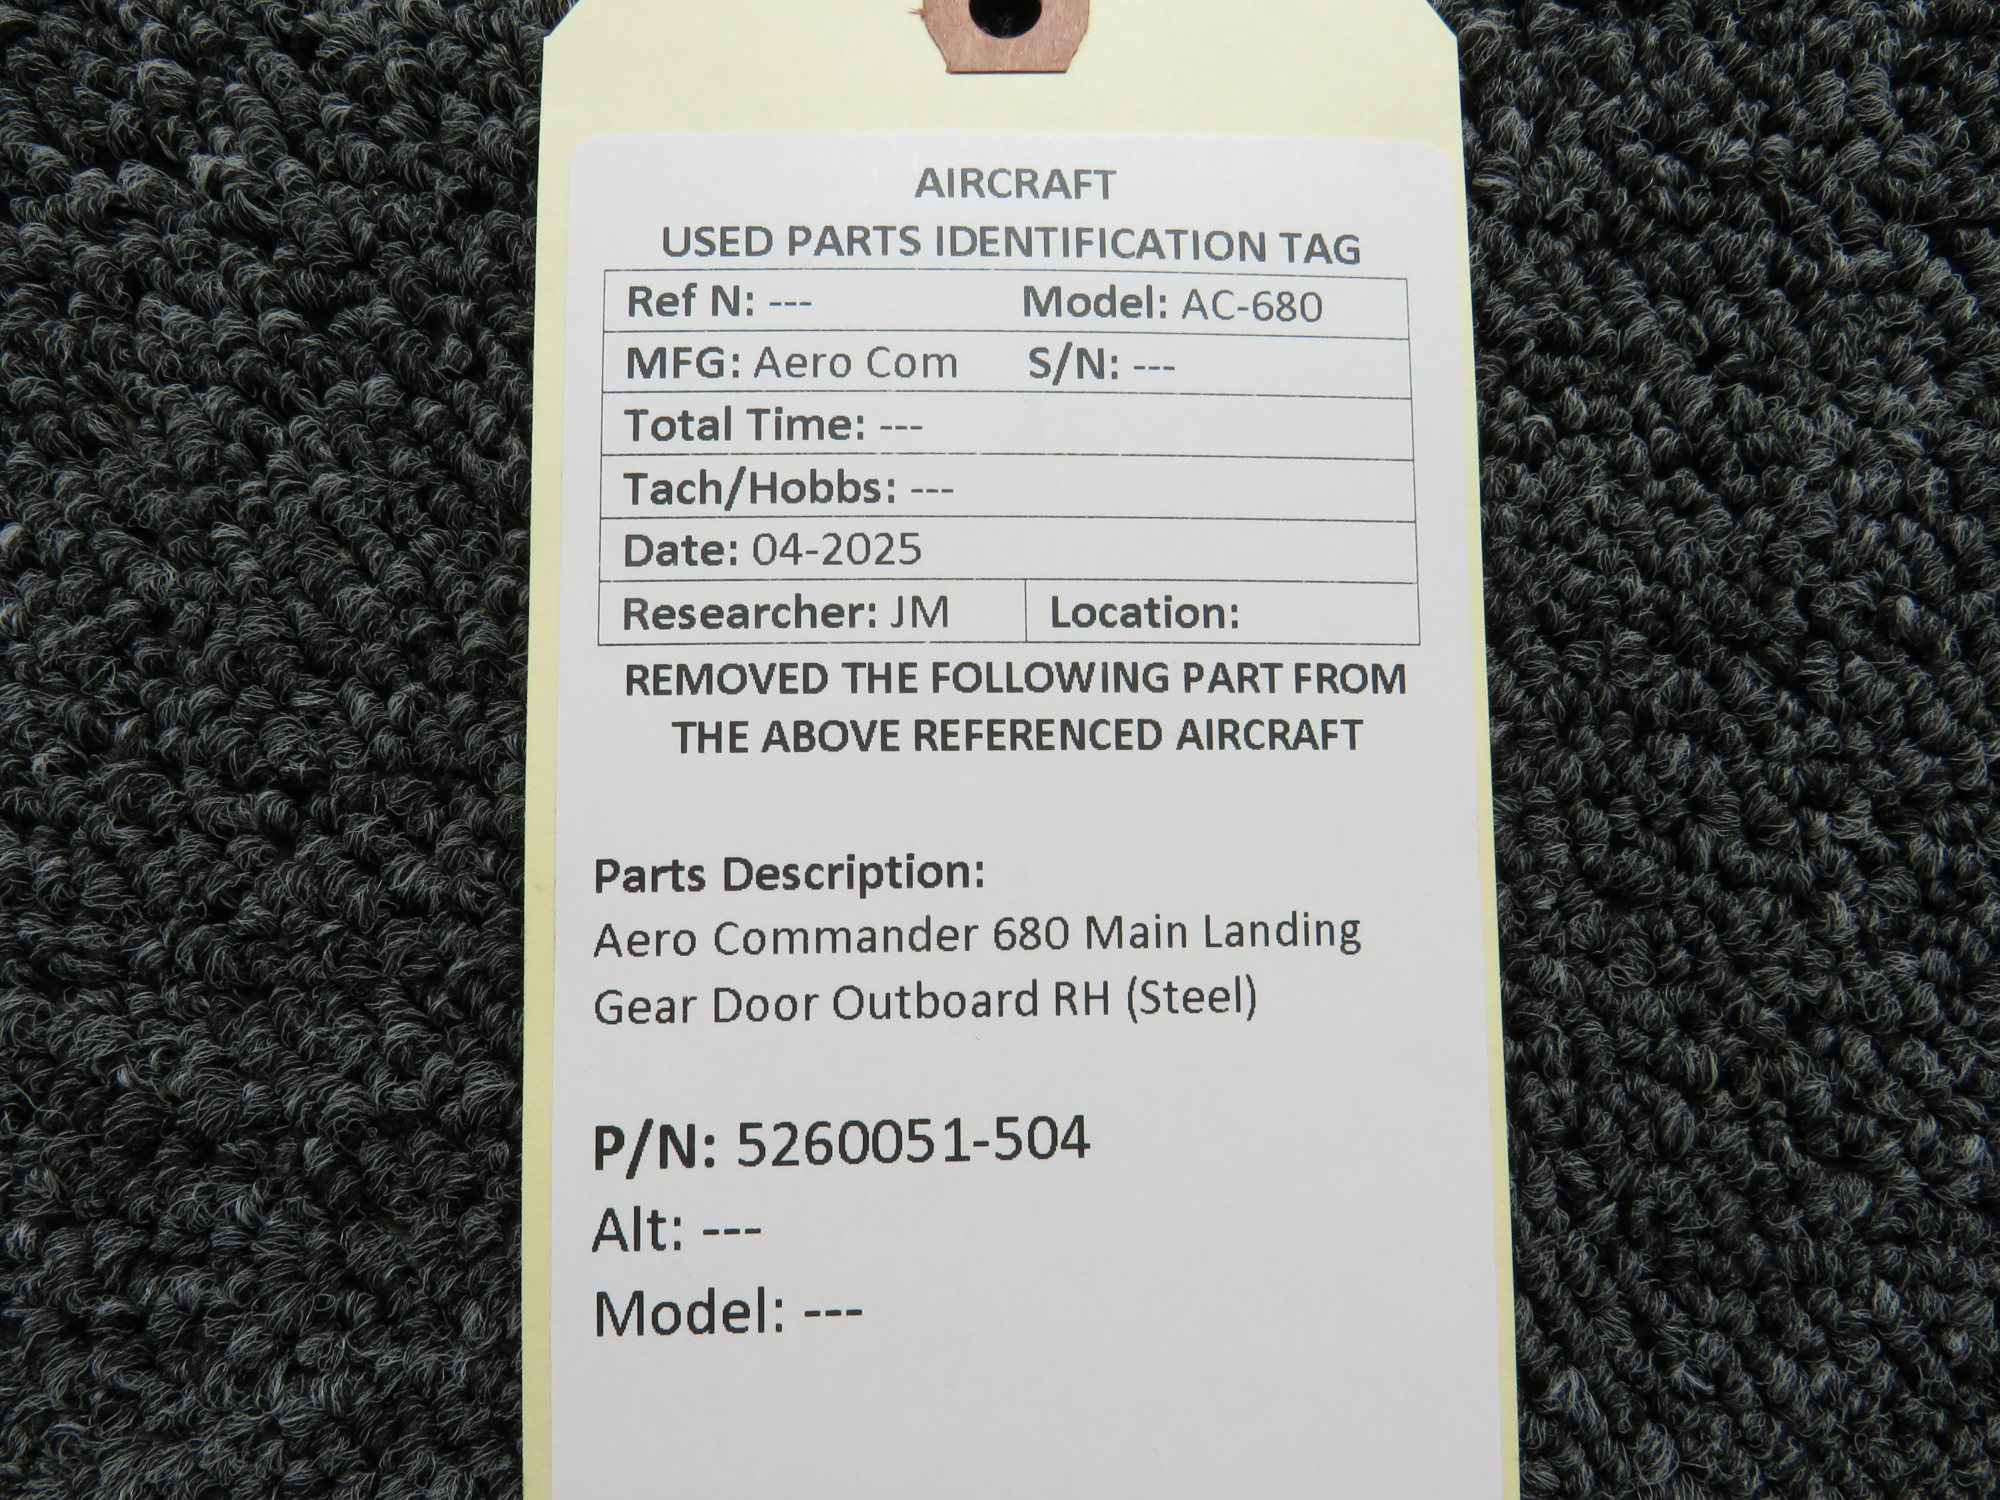 AIRCRAFT
USED PARTS IDENTIFICATION TAG
Ref N: --- Model: AC-680
MFG: Aero Com S/N: ---
Total Time: ---
Tach/Hobbs: ---
Date: 04-2025
Researcher: JM Location:
REMOVED THE FOLLOWING PART FROM
THE ABOVE REFERENCED AIRCRAFT
Parts Description:
Aero Commander 680 Main Landing
Gear Door Outboard RH (Steel)
P/N: 5260051-504
Alt: ---
Model: ---